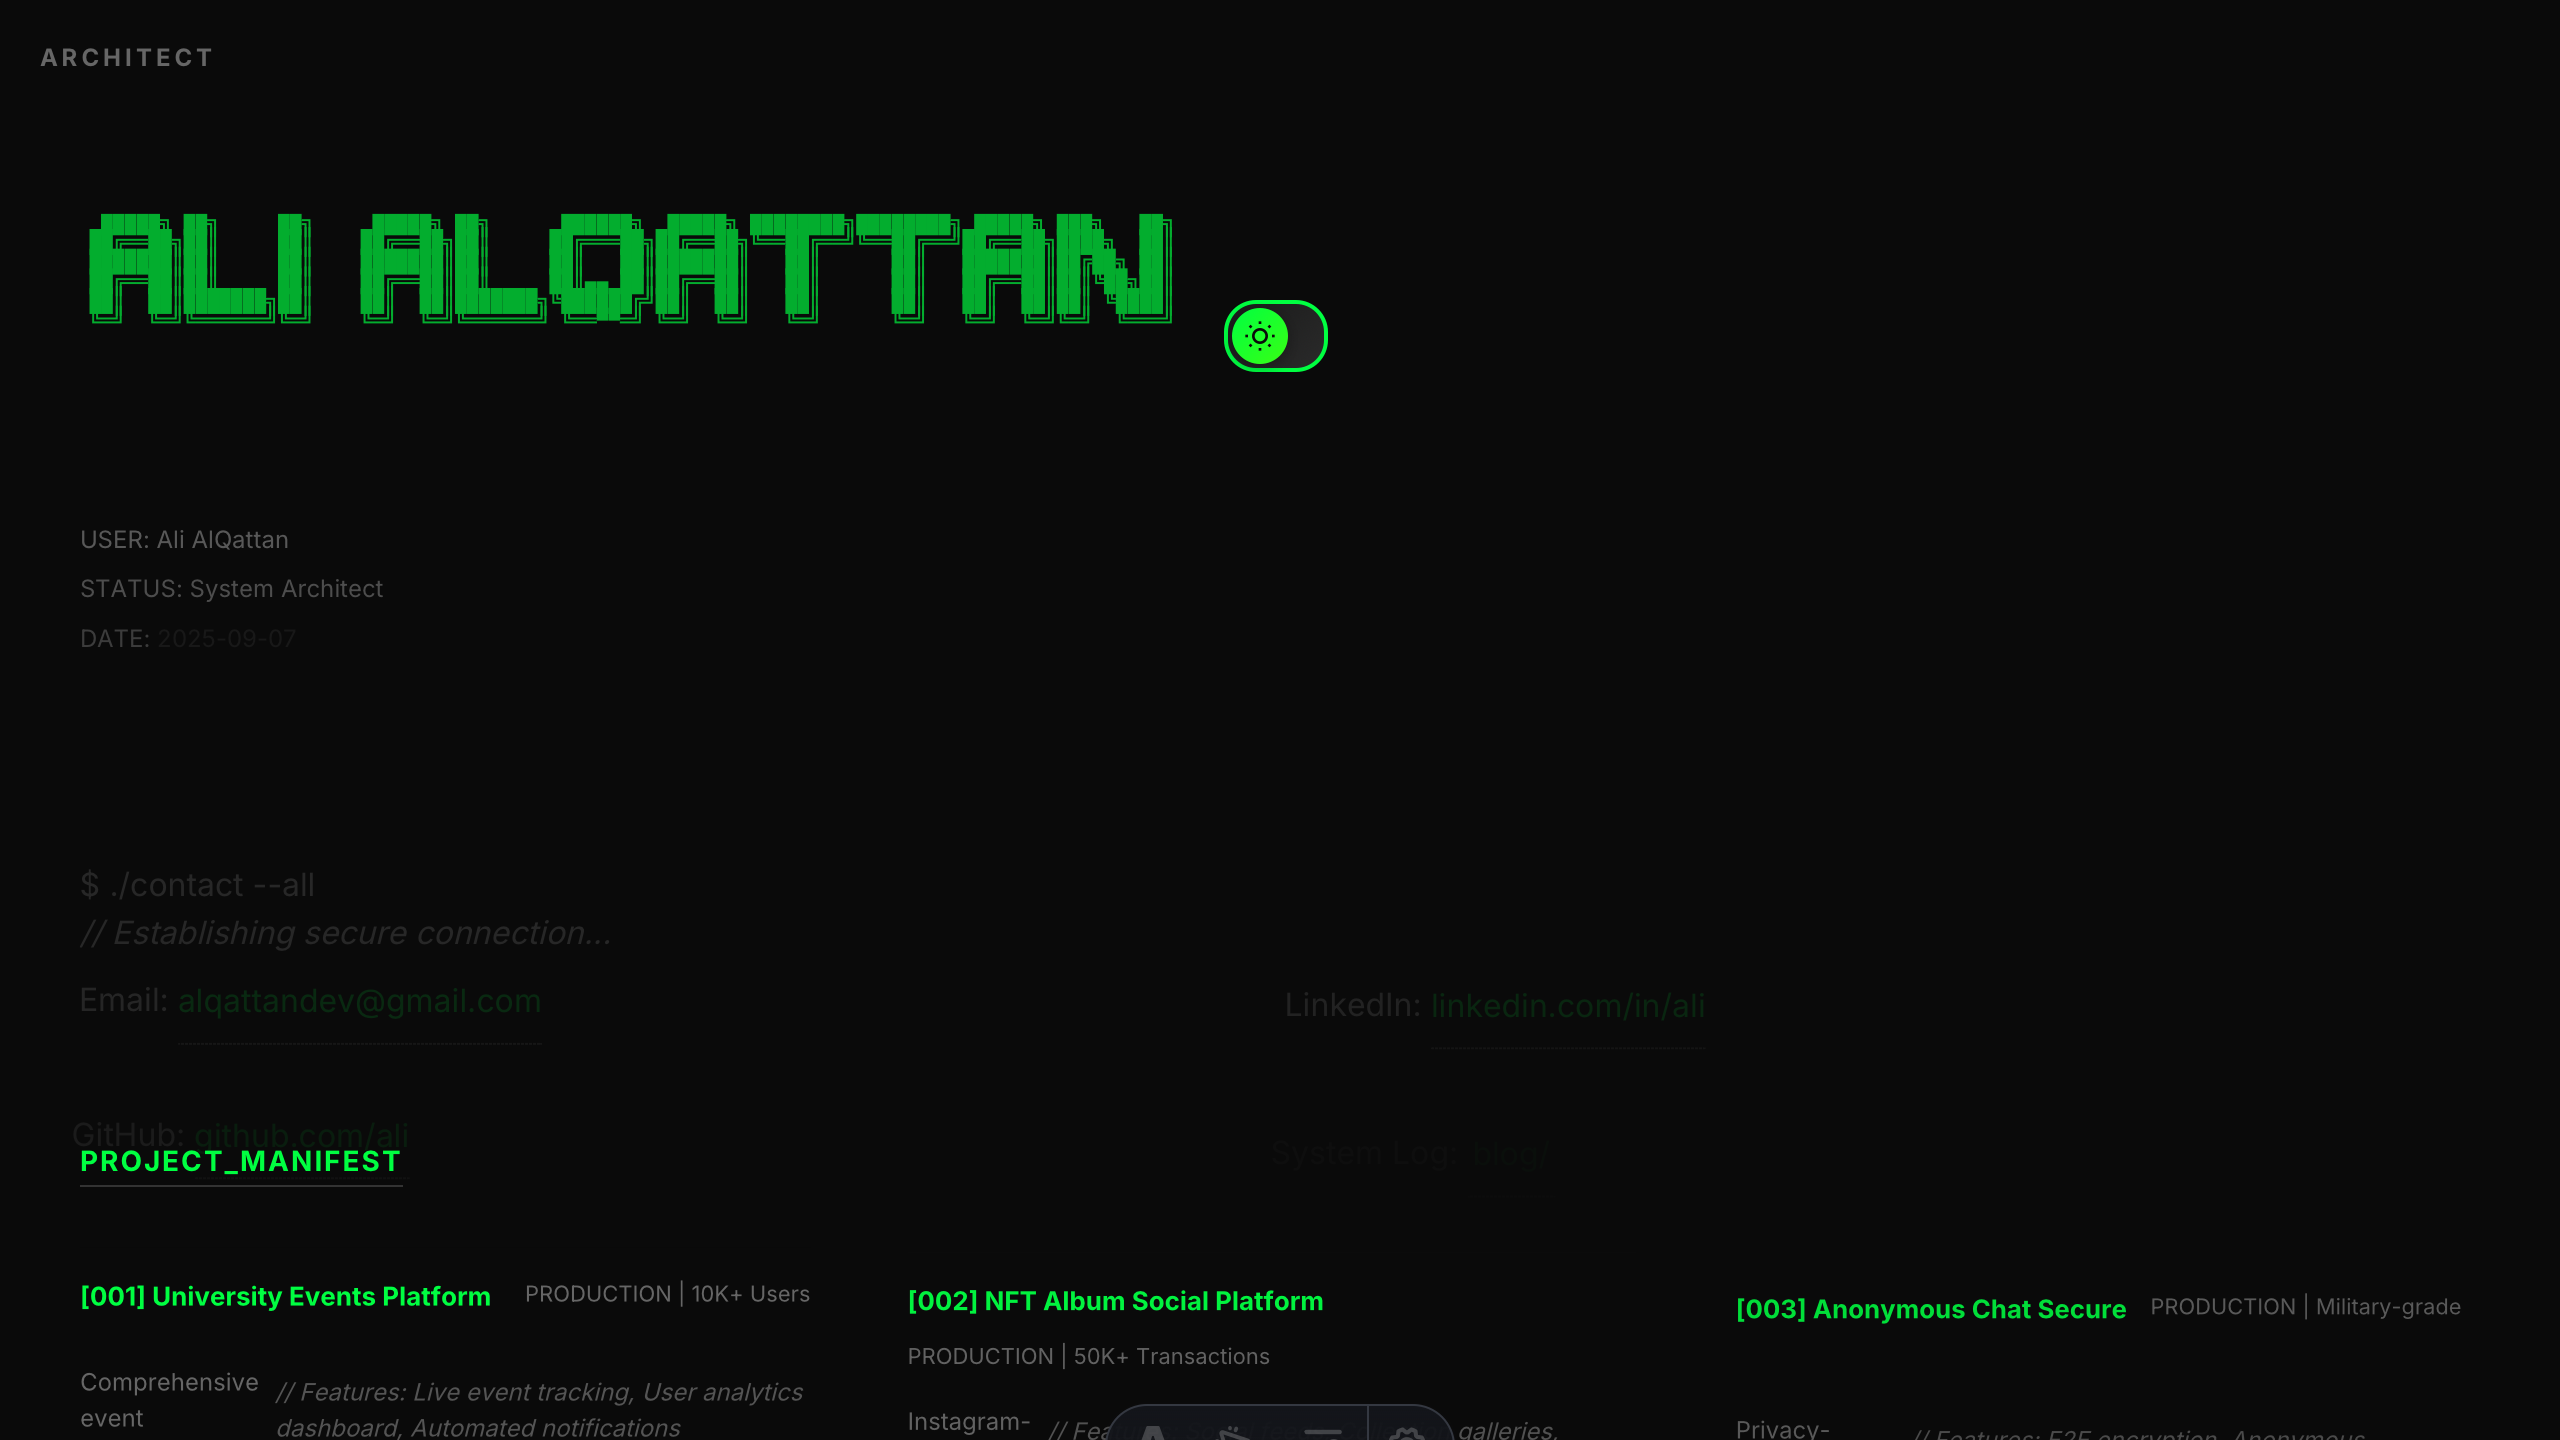 ARCHITECT
ALI ALQATTAN
USER: Ali AlQattan
STATUS: System Architect
DATE: 2025-09-07
$ ./contact --all
// Establishing secure connection...
Email: alqattandev@gmail.com
LinkedIn: linkedin.com/in/ali
GitHub: github.com/ali
System Log: blog/
PROJECT_MANIFEST
[001] University Events Platform PRODUCTION | 10K+ Users
Comprehensive
event
// Features: Live event tracking, User analytics
dashboard, Automated notifications
[002] NFT Album Social Platform
PRODUCTION | 50K+ Transactions
Instagram-
galleries,
[003] Anonymous Chat Secure PRODUCTION | Military-grade
Privacy-
// Features: E2E encryption, Anonymous